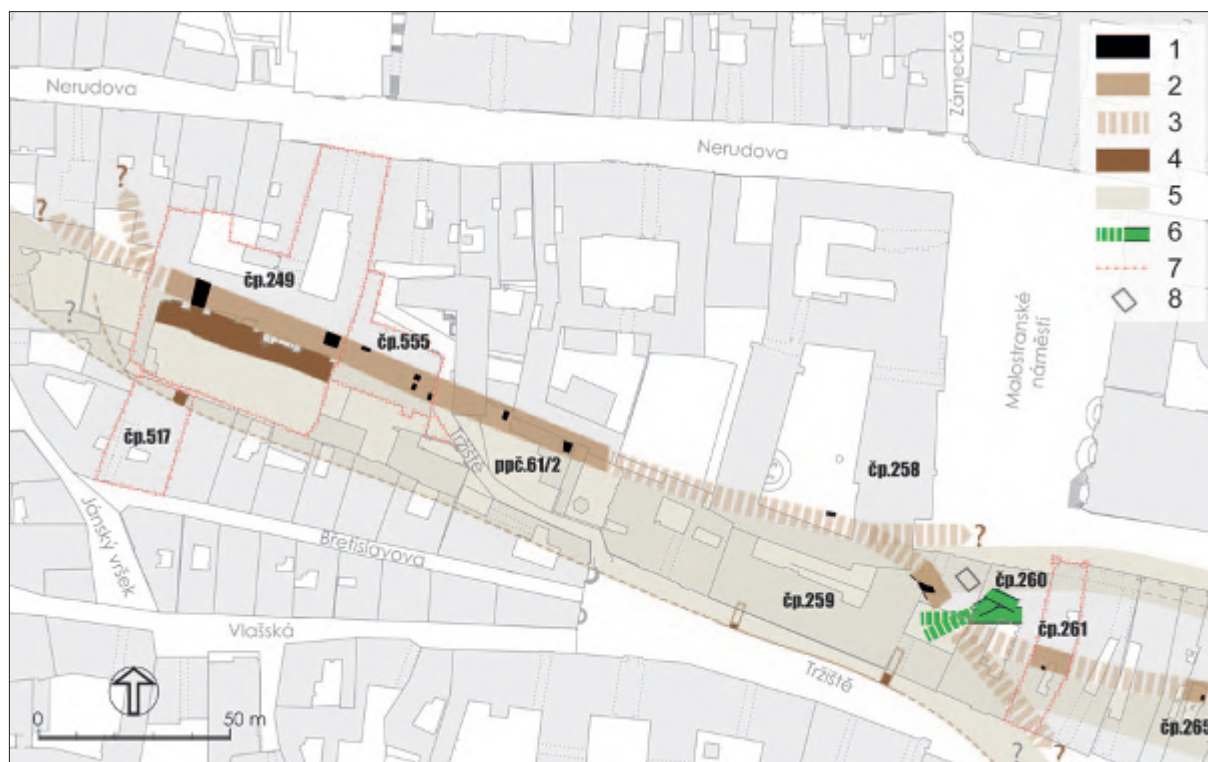 Nerudova
Nerudova
Zámecká
1
2
3
4
5
6
7
8
?
?
čp.249
?
čp.555
Malostranské
náměstí
čp.517
Tržiště
ppč.61/2
čp.258
?
Jánský vršek
Břetislavova
čp.259
čp.260
čp.261
Vlašská
Tržiště
čp.265
0
50 m
?
?